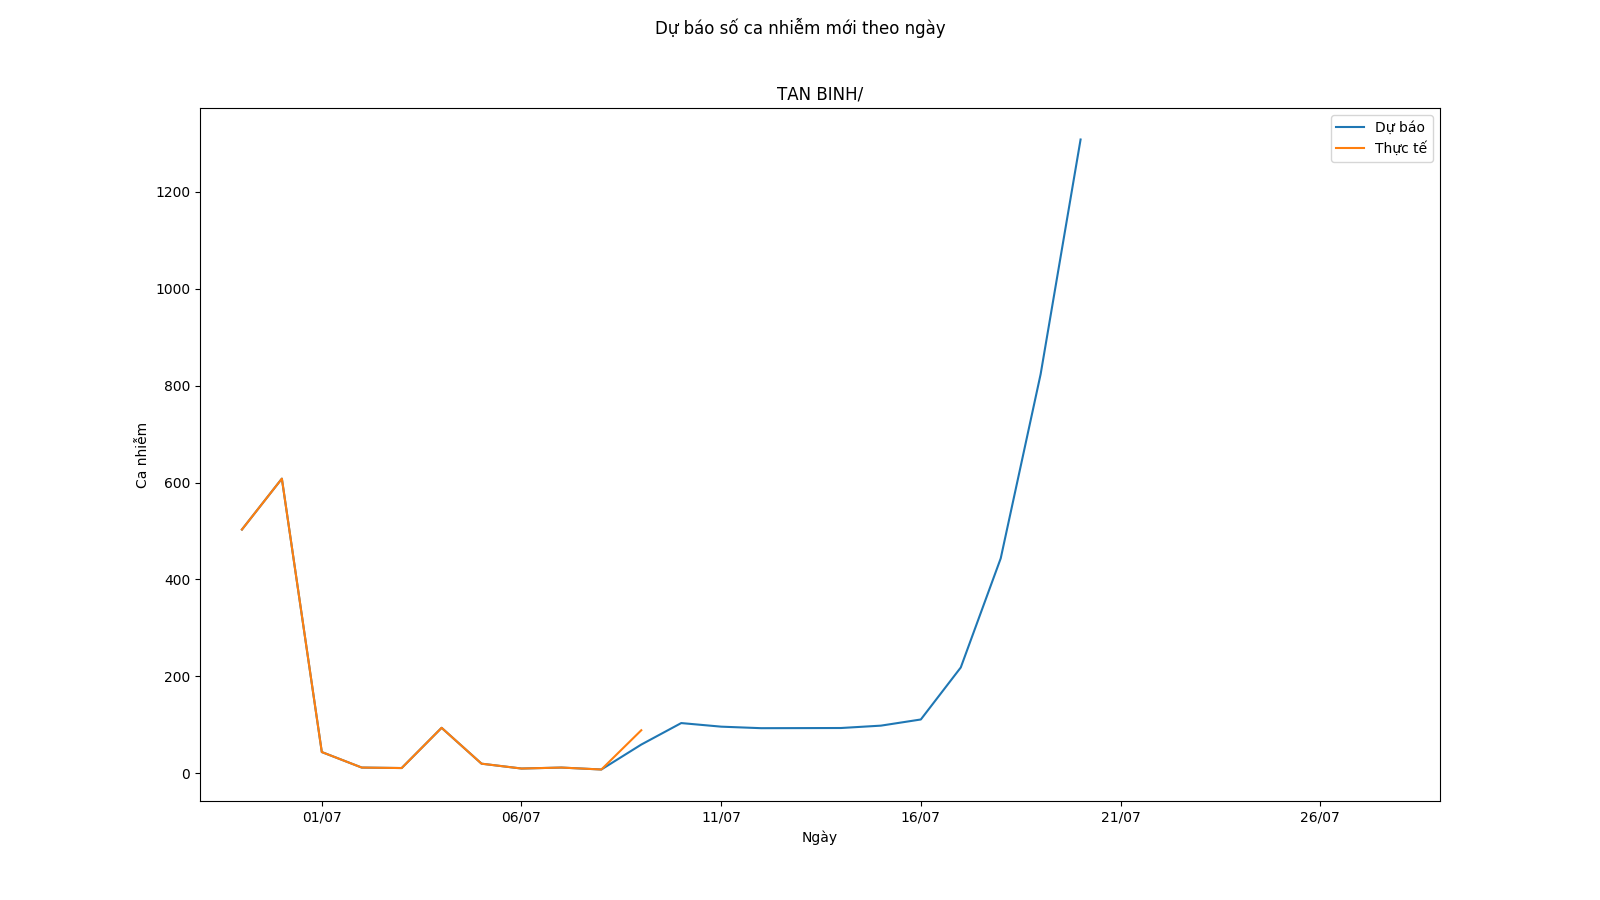 Dự báo số ca nhiễm mới theo ngày
TAN BINH/
Dự báo
Thực tế
1200
1000
800
600
400
200
0
Ca nhiễm
01/07
06/07
11/07
16/07
21/07
26/07
Ngày